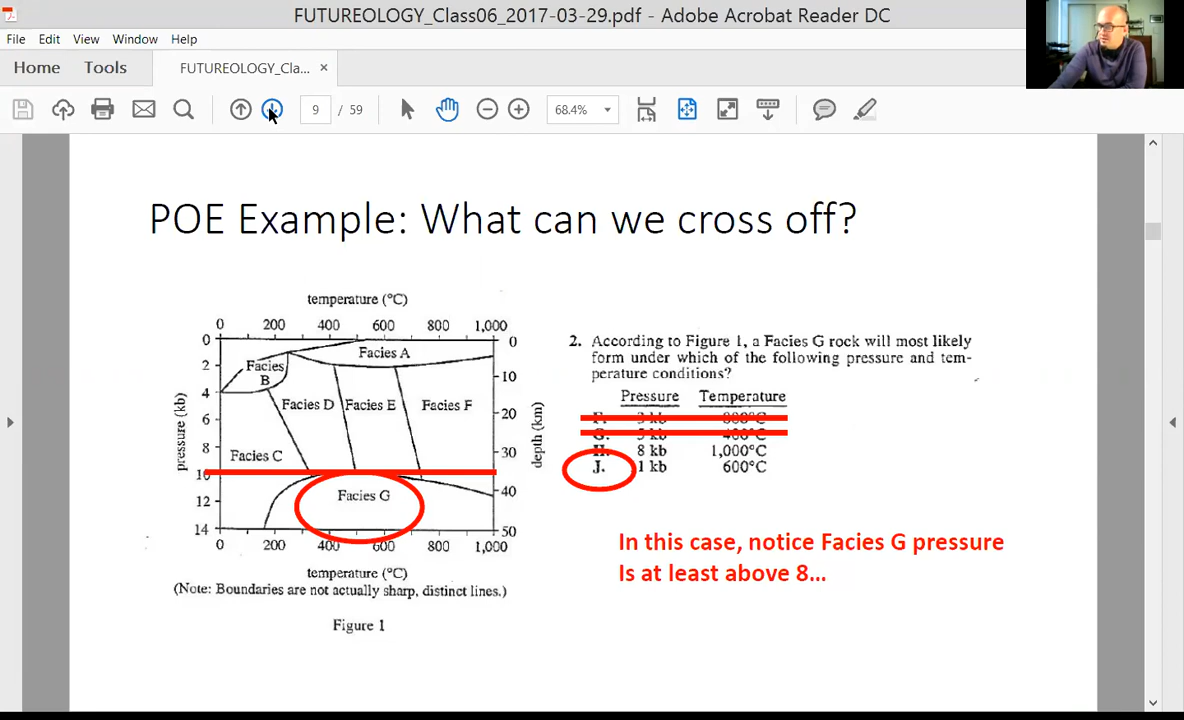 FUTUREOLOGY_Class06_2017-03-29.pdf - Adobe Acrobat Reader DC
File Edit View Window Help
Home Tools FUTUREOLOGY_Cla... ×
9 / 59 68.4%
POE Example: What can we cross off?
temperature (°C)
0 200 400 600 800 1,000
0 2 4 6 8 10 12 14
pressure (kb)
Facies A
Facies B
Facies D Facies E Facies F
Facies C
Facies G
0 10 20 30 40 50
depth (km)
0 200 400 600 800 1,000
temperature (°C)
(Note: Boundaries are not actually sharp, distinct lines.)
Figure 1
2. According to Figure 1, a Facies G rock will most likely
form under which of the following pressure and tem-
perature conditions?
Pressure Temperature
H. 8 kb 1,000°C
J. 1 kb 600°C
In this case, notice Facies G pressure
Is at least above 8...